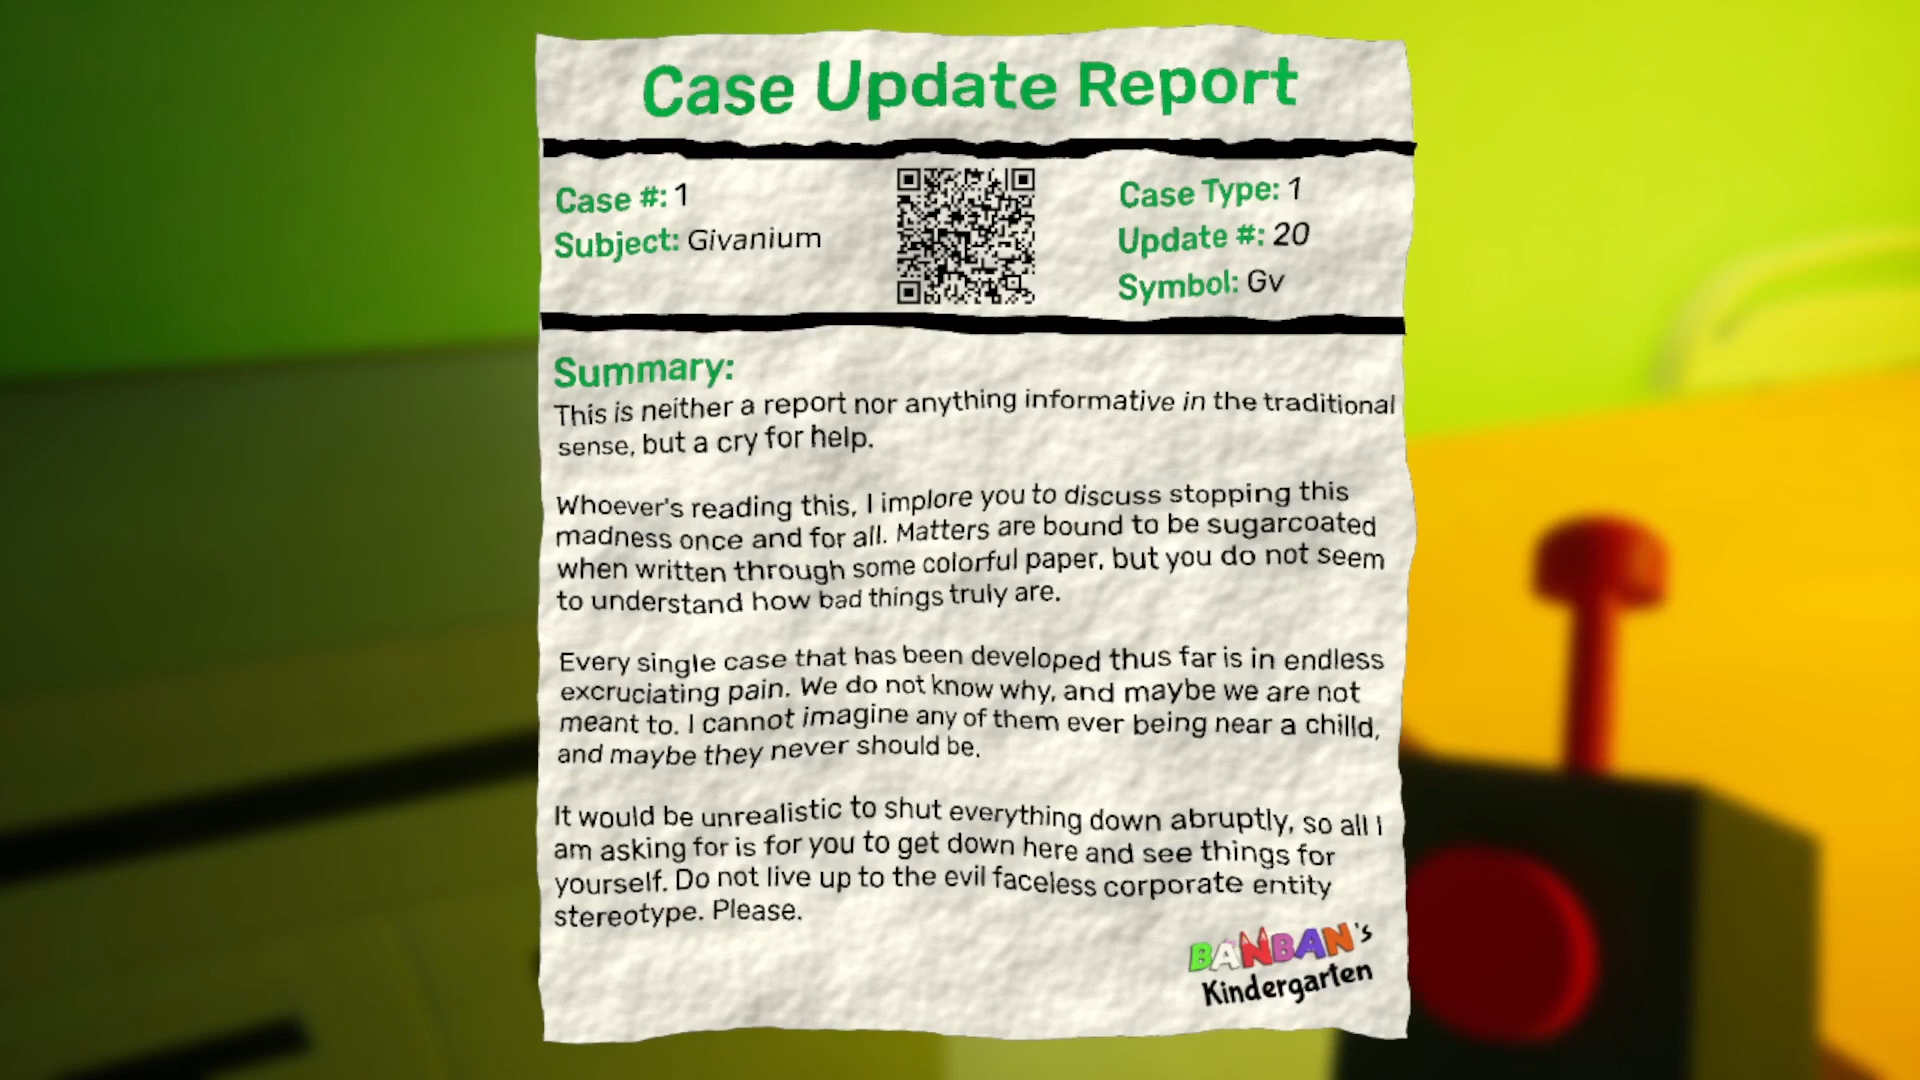 Case Update Report
Case #: 1
Subject: Givanium
Case Type: 1
Update #: 20
Symbol: Gv
Summary:
This is neither a report nor anything informative in the traditional
sense, but a cry for help.
Whoever's reading this, I implore you to discuss stopping this
madness once and for all. Matters are bound to be sugarcoated
when written through some colorful paper, but you do not seem
to understand how bad things truly are.
Every single case that has been developed thus far is in endless
excruciating pain. We do not know why, and maybe we are not
meant to. I cannot imagine any of them ever being near a chilld,
and maybe they never should be.
It would be unrealistic to shut everything down abruptly, so all I
am asking for is for you to get down here and see things for
yourself. Do not live up to the evil faceless corporate entity
stereotype. Please.
BANBAN's
Kindergarten